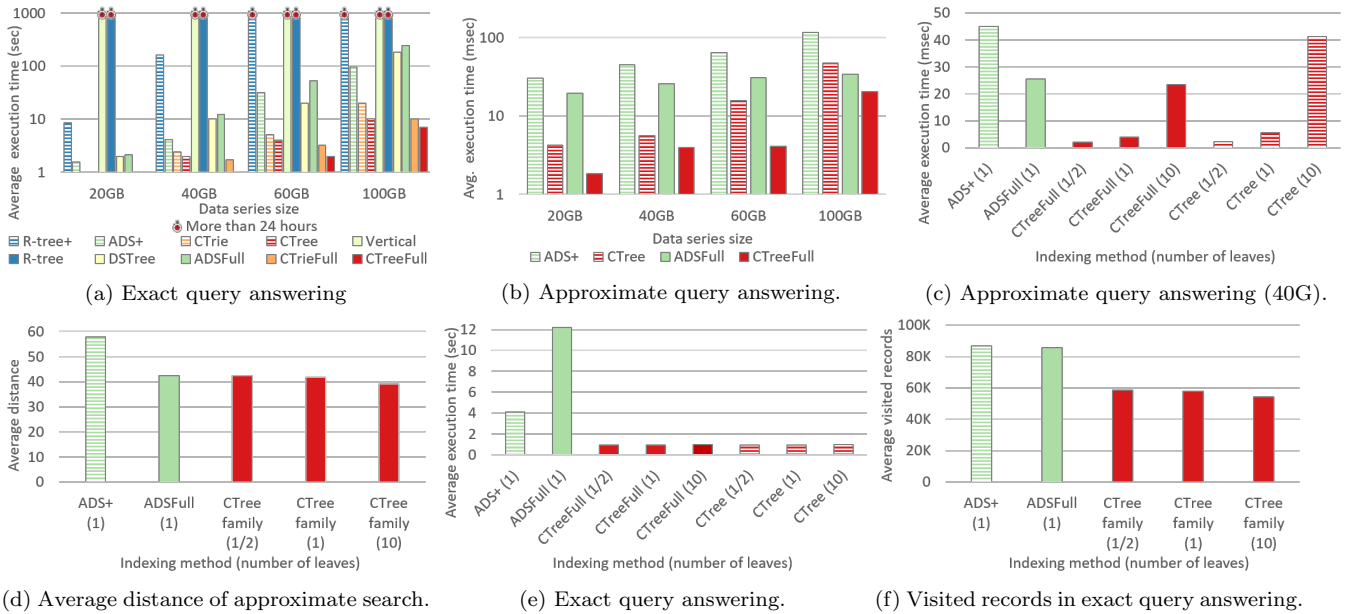 Average execution time (sec)
1000
100
10
1
20GB
40GB
60GB
100GB
Data series size
More than 24 hours
R-tree+
ADS+
CTrie
CTree
Vertical
R-tree
DSTree
ADSFull
CTrieFull
CTreeFull
(a) Exact query answering
Avg. execution time (msec)
100
10
1
20GB
40GB
60GB
100GB
Data series size
ADS+
CTree
ADSFull
CTreeFull
(b) Approximate query answering.
Average execution time (msec)
50
40
30
20
10
0
ADS+ (1)
ADSFull (1)
CTreeFull (1/2)
CTreeFull (1)
CTreeFull (10)
CTree (1/2)
CTree (1)
CTree (10)
Indexing method (number of leaves)
(c) Approximate query answering (40G).
Average distance
60
50
40
30
20
10
0
ADS+
(1)
ADSFull
(1)
CTree
family
(1/2)
CTree
family
(1)
CTree
family
(10)
Indexing method (number of leaves)
(d) Average distance of approximate search.
Average execution time (sec)
12
10
8
6
4
2
0
ADS+ (1)
ADSFull (1)
CTreeFull (1/2)
CTreeFull (1)
CTreeFull (10)
CTree (1/2)
CTree (1)
CTree (10)
Indexing method (number of leaves)
(e) Exact query answering.
Average visited records
100K
80K
60K
40K
20K
0
ADS+
(1)
ADSFull
(1)
CTree
family
(1/2)
CTree
family
(1)
CTree
family
(10)
Indexing method (number of leaves)
(f) Visited records in exact query answering.